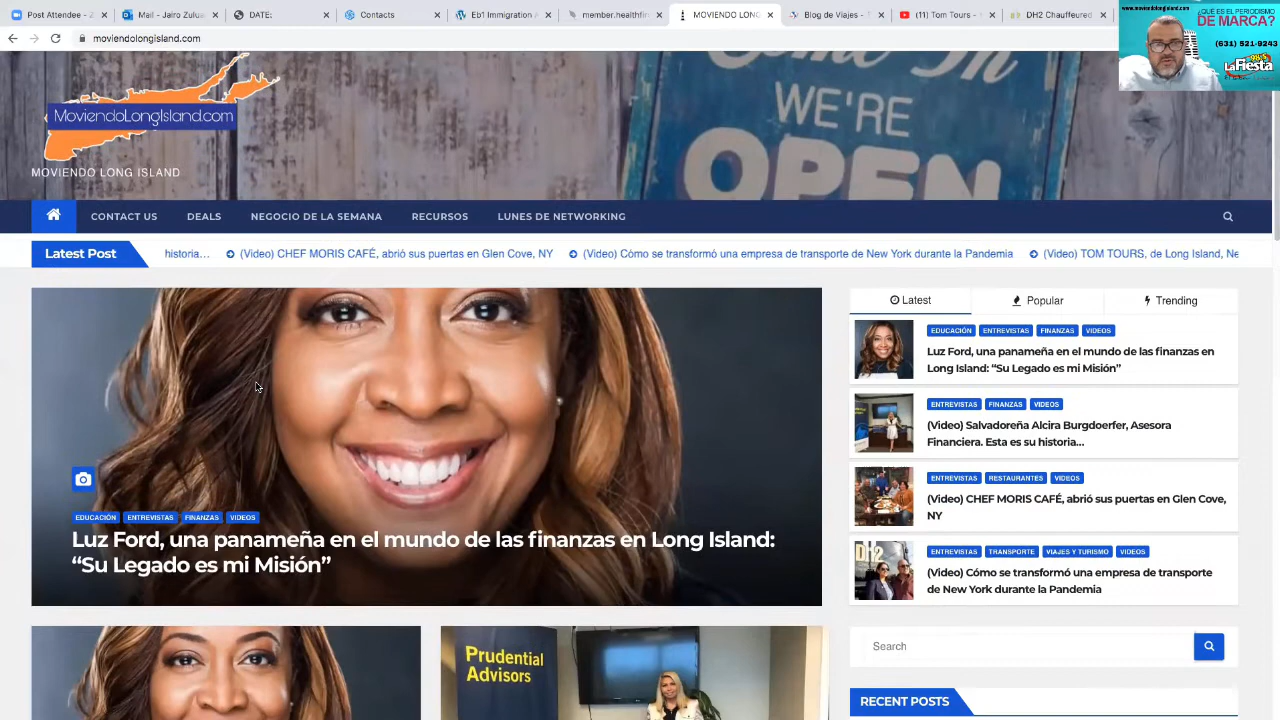 Post Attendee - Z
Mail - Jairo Zulua
DATE:
Contacts
Eb1 Immigration A
member.healthfir
MOVIENDO LONG
Blog de Viajes -
(11) Tom Tours -
DH2 Chauffeured
moviendolongisland.com
www.moviendolongisland.com
¿QUÉ ES EL PERIODISMO
DE MARCA?
(631) 521-9243
LaFiesta
MoviendoLongIsland.com
MOVIENDO LONG ISLAND
Come In
WE'RE
OPEN
CONTACT US
DEALS
NEGOCIO DE LA SEMANA
RECURSOS
LUNES DE NETWORKING
Latest Post
historia…
(Video) CHEF MORIS CAFÉ, abrió sus puertas en Glen Cove, NY
(Video) Cómo se transformó una empresa de transporte de New York durante la Pandemia
(Video) TOM TOURS, de Long Island, Ne
EDUCACIÓN ENTREVISTAS FINANZAS VIDEOS
Luz Ford, una panameña en el mundo de las finanzas en Long Island:
“Su Legado es mi Misión”
Latest
Popular
Trending
EDUCACIÓN ENTREVISTAS FINANZAS VIDEOS
Luz Ford, una panameña en el mundo de las finanzas en
Long Island: “Su Legado es mi Misión”
ENTREVISTAS FINANZAS VIDEOS
(Video) Salvadoreña Alcira Burgdoerfer, Asesora
Financiera. Esta es su historia…
ENTREVISTAS RESTAURANTES VIDEOS
(Video) CHEF MORIS CAFÉ, abrió sus puertas en Glen Cove,
NY
DH2
ENTREVISTAS TRANSPORTE VIAJES Y TURISMO VIDEOS
(Video) Cómo se transformó una empresa de transporte
de New York durante la Pandemia
Prudential
Advisors
Search
RECENT POSTS